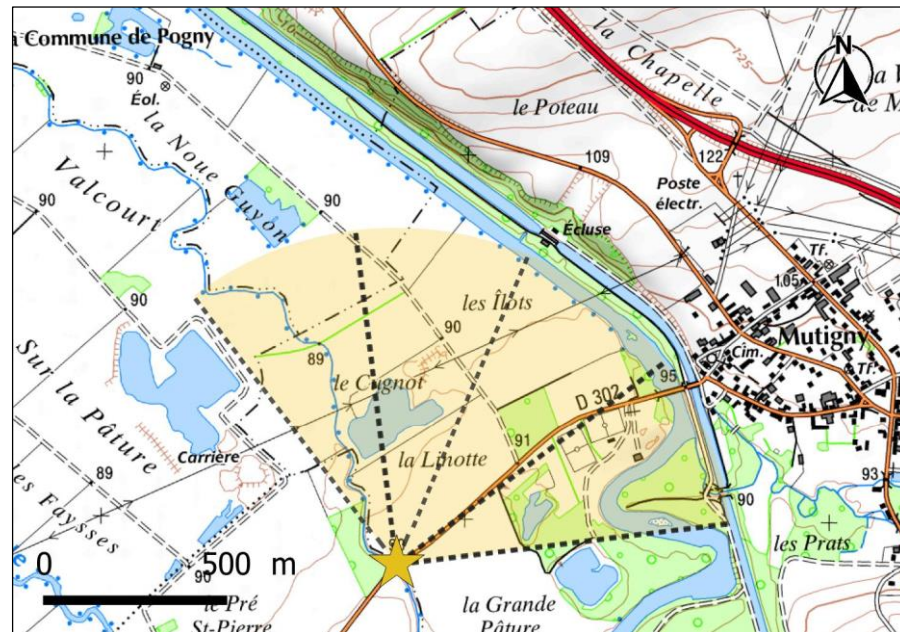 Commune de Pogny
90
Éol.
la Noue Guyon
Valcourt
90
90
la Chapelle
le Poteau
109
122
Poste
électr.
N
Écluse
Tf.
105
Mutigny
Cim.
Tf.
les Îlots
90
89
le Cugnot
95
D 302
Sur la Pâture
Carrière
la Linotte
91
89
les Faysses
90
93
90
les Prats
0 500 m
le Pré
St-Pierre
la Grande
Pâture